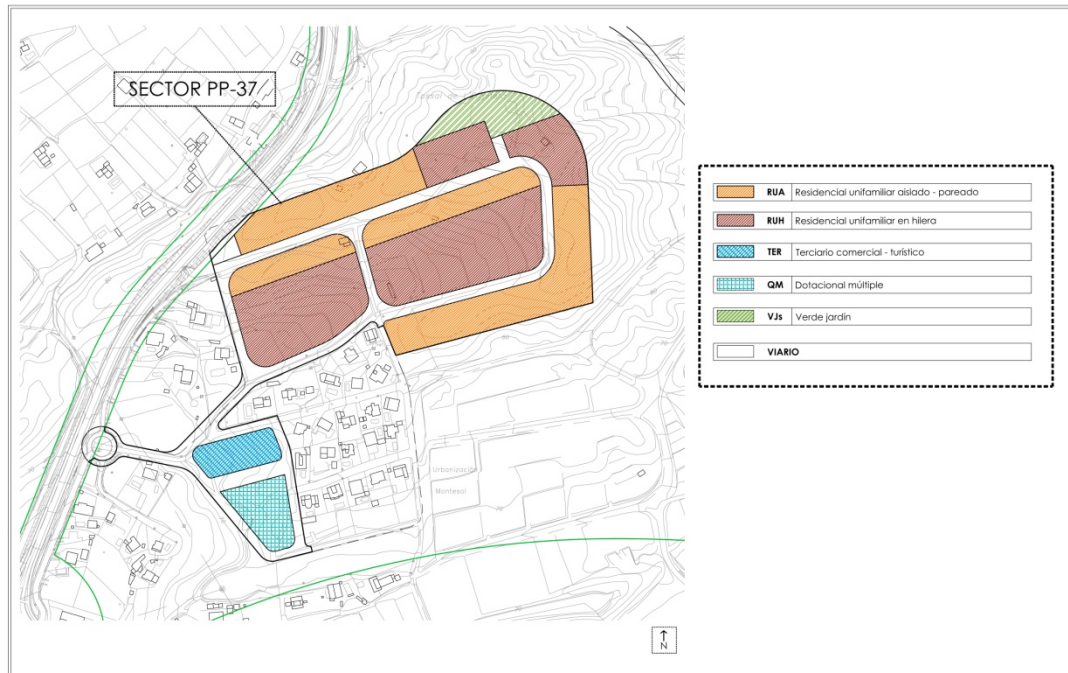 SECTOR PP-37
RUA Residencial unifamiliar aislado - pareado
RUH Residencial unifamiliar en hilera
TER Terciario comercial - turístico
QM Dotacional múltiple
VJs Verde jardín
VIARIO
Urbanización
Montesol
N